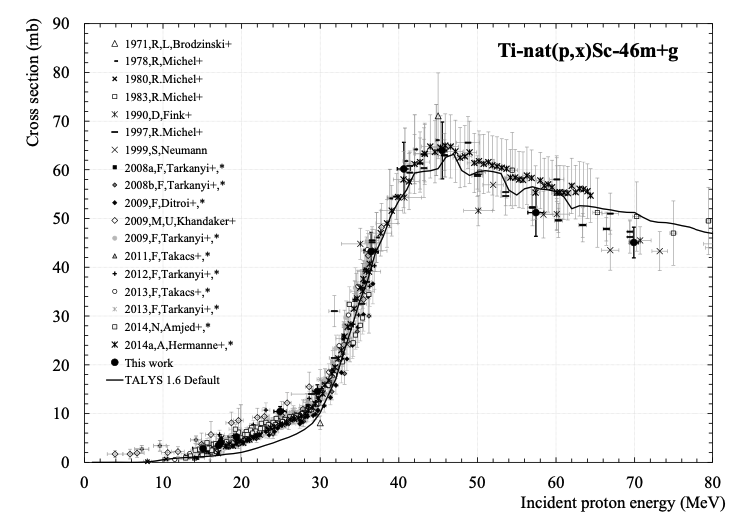 Ti-nat(p,x)Sc-46m+g
Cross section (mb)
90
80
70
60
50
40
30
20
10
0
1971,R,L,Brodzinski+
1978,R,Michel+
1980,R.Michel+
1983,R.Michel+
1990,D,Fink+
1997,R.Michel+
1999,S,Neumann
2008a,F,Tarkanyi+,*
2008b,F,Tarkanyi+,*
2009,F,Ditroi+,*
2009,M,U,Khandaker+
2009,F,Tarkanyi+,*
2011,F,Takacs+,*
2012,F,Tarkanyi+,*
2013,F,Takacs+,*
2013,F,Tarkanyi+,*
2014,N,Amjed+,*
2014a,A,Hermanne+,*
This work
TALYS 1.6 Default
0 10 20 30 40 50 60 70 80
Incident proton energy (MeV)